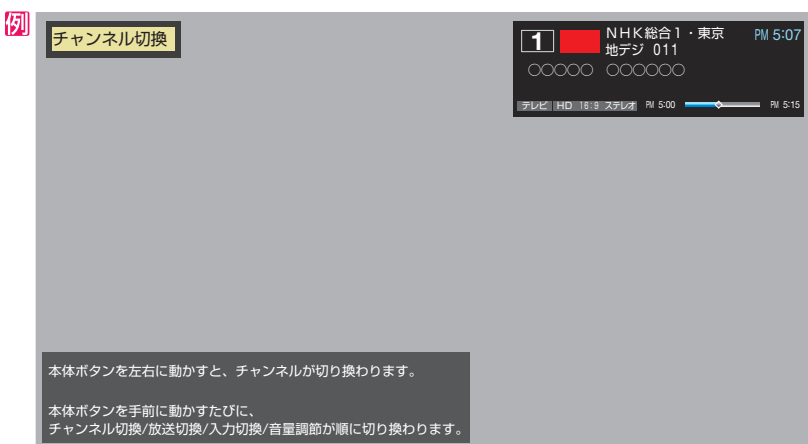 例
チャンネル切換
1
NHK総合1・東京
PM 5:07
地デジ 011
○○○○○ ○○○○○○
テレビ HD 16:9 ステレオ PM 5:00 PM 5:15
本体ボタンを左右に動かすと、チャンネルが切り換わります。
本体ボタンを手前に動かすたびに、
チャンネル切換/放送切換/入力切換/音量調節が順に切り換わります。